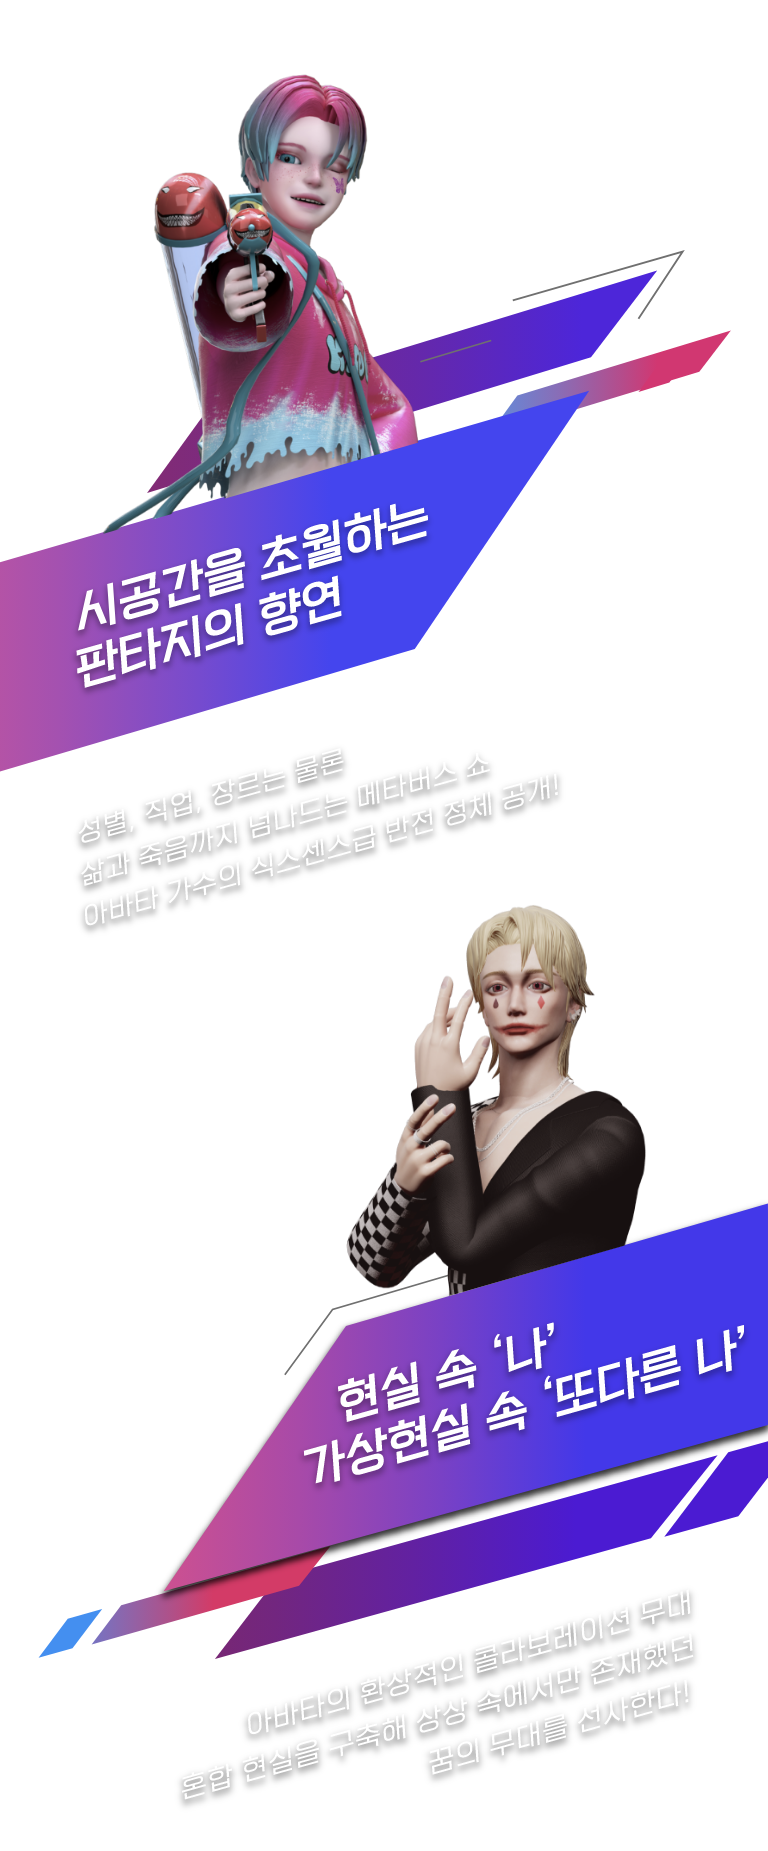 시공간을 초월하는
판타지의 향연
성별, 직업, 장르는 물론
삶과 죽음까지 넘나드는 메타버스 쇼
아바타 가수의 식스센스급 반전 정체 공개!
현실 속 ‘나’
가상현실 속 ‘또다른 나’
아바타의 환상적인 콜라보레이션 무대
혼합 현실을 구축해 상상 속에서만 존재했던
꿈의 무대를 선사한다!